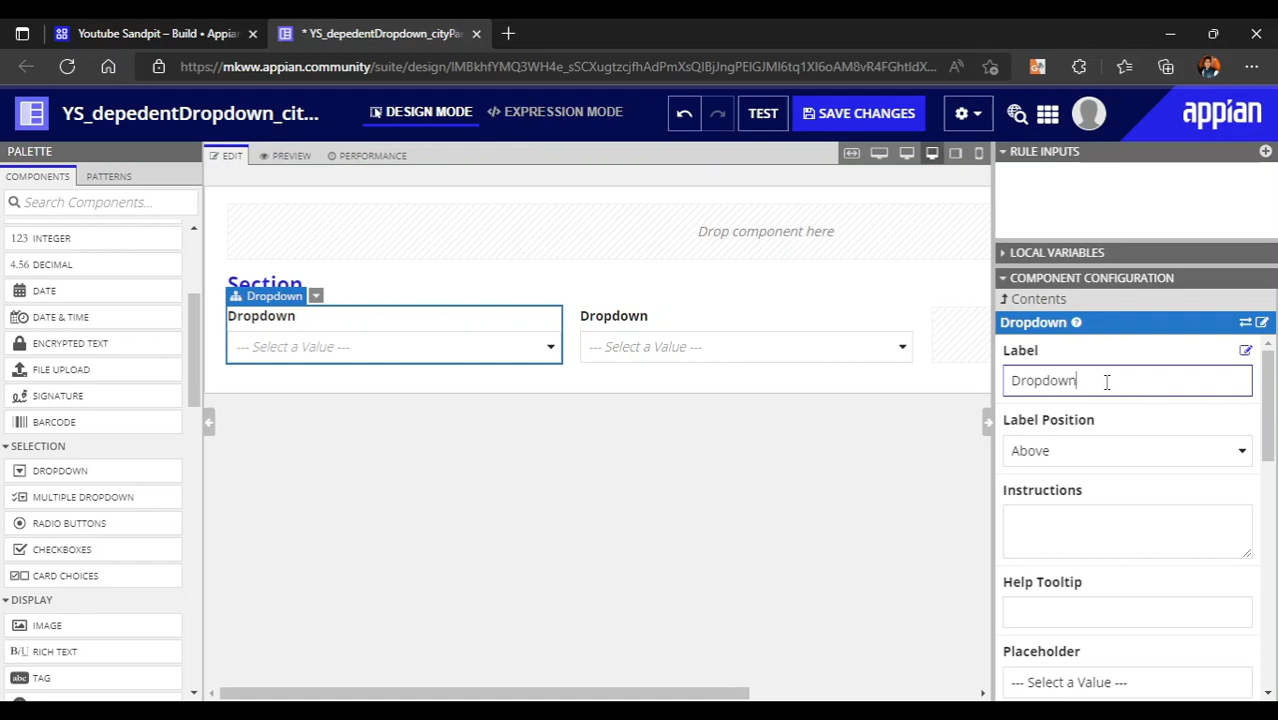 Youtube Sandpit – Build • Appian
* YS_depedentDropdown_cityPar
https://mkww.appian.community/suite/design/
YS_depedentDropdown_cit...
DESIGN MODE
</> EXPRESSION MODE
TEST
SAVE CHANGES
appian
PALETTE
EDIT
PREVIEW
PERFORMANCE
RULE INPUTS
COMPONENTS
PATTERNS
Search Components...
123 INTEGER
4.56 DECIMAL
DATE
DATE & TIME
ENCRYPTED TEXT
FILE UPLOAD
SIGNATURE
BARCODE
SELECTION
DROPDOWN
MULTIPLE DROPDOWN
RADIO BUTTONS
CHECKBOXES
CARD CHOICES
DISPLAY
IMAGE
B/U RICH TEXT
abc TAG
Drop component here
Section
Dropdown
Dropdown
--- Select a Value ---
Dropdown
--- Select a Value ---
LOCAL VARIABLES
COMPONENT CONFIGURATION
Contents
Dropdown
Label
Dropdown
Label Position
Above
Instructions
Help Tooltip
Placeholder
--- Select a Value ---